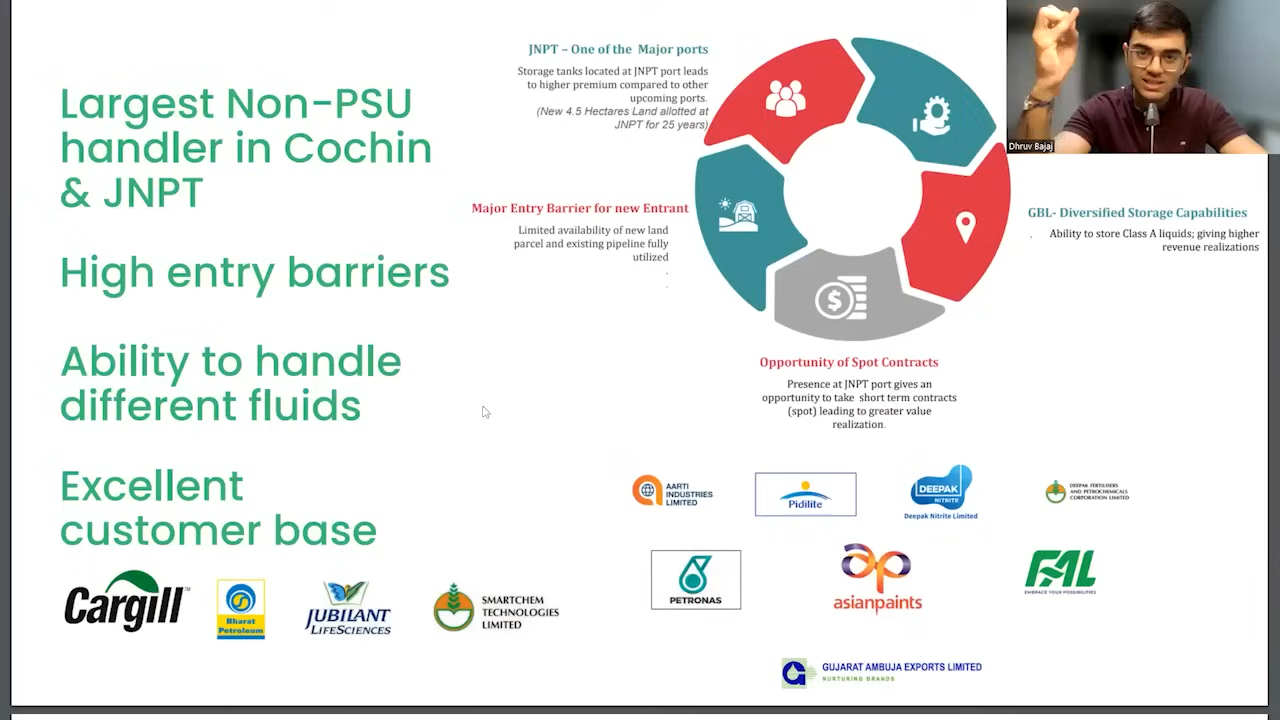 Largest Non-PSU
handler in Cochin
& JNPT
High entry barriers
Ability to handle
different fluids
Excellent
customer base
Cargill™
Bharat
Petroleum
JUBILANT
LIFESCIENCES
SMARTCHEM
TECHNOLOGIES
LIMITED
JNPT – One of the Major ports
Storage tanks located at JNPT port leads
to higher premium compared to other
upcoming ports.
(New 4.5 Hectares Land allotted at
JNPT for 25 years)
Major Entry Barrier for new Entrant
Limited availability of new land
parcel and existing pipeline fully
utilized
.
.
$
Opportunity of Spot Contracts
Presence at JNPT port gives an
opportunity to take short term contracts
(spot) leading to greater value
realization.
Dhruv Bajaj
GBL- Diversified Storage Capabilities
. Ability to store Class A liquids; giving higher
revenue realizations
AARTI
INDUSTRIES
LIMITED
Pidilite
DEEPAK
NITRITE
Deepak Nitrite Limited
DEEPAK FERTILISERS
AND PETROCHEMICALS
CORPORATION LIMITED
PETRONAS
ap
asianpaints
FAL
EMBRACE YOUR POSSIBILITIES
GUJARAT AMBUJA EXPORTS LIMITED
NURTURING BRANDS